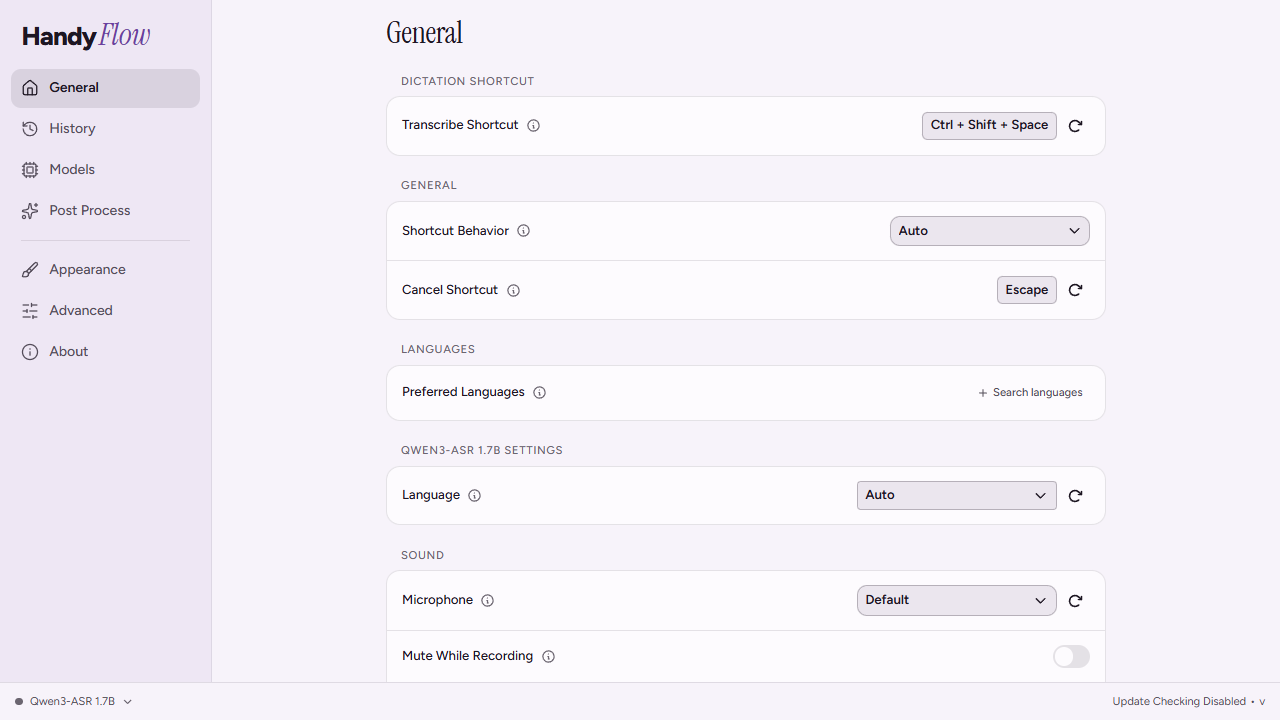 Handy Flow
General
History
Models
Post Process
Appearance
Advanced
About
General
DICTATION SHORTCUT
Transcribe Shortcut
Ctrl + Shift + Space
GENERAL
Shortcut Behavior
Auto
Cancel Shortcut
Escape
LANGUAGES
Preferred Languages
+ Search languages
QWEN3-ASR 1.7B SETTINGS
Language
Auto
SOUND
Microphone
Default
Mute While Recording
Qwen3-ASR 1.7B
Update Checking Disabled • v